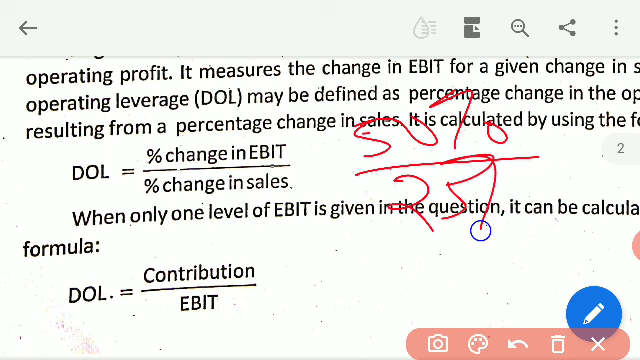 operating profit. It measures the change in EBIT for a given change in s
operating leverage (DOL) may be defined as percentage change in the op
resulting from a percentage change in sales. It is calculated by using the fo
50%
DOL = % change in EBIT
% change in sales.
25%
2
When only one level of EBIT is given in the question, it can be calcula
formula:
DOL. = Contribution
EBIT